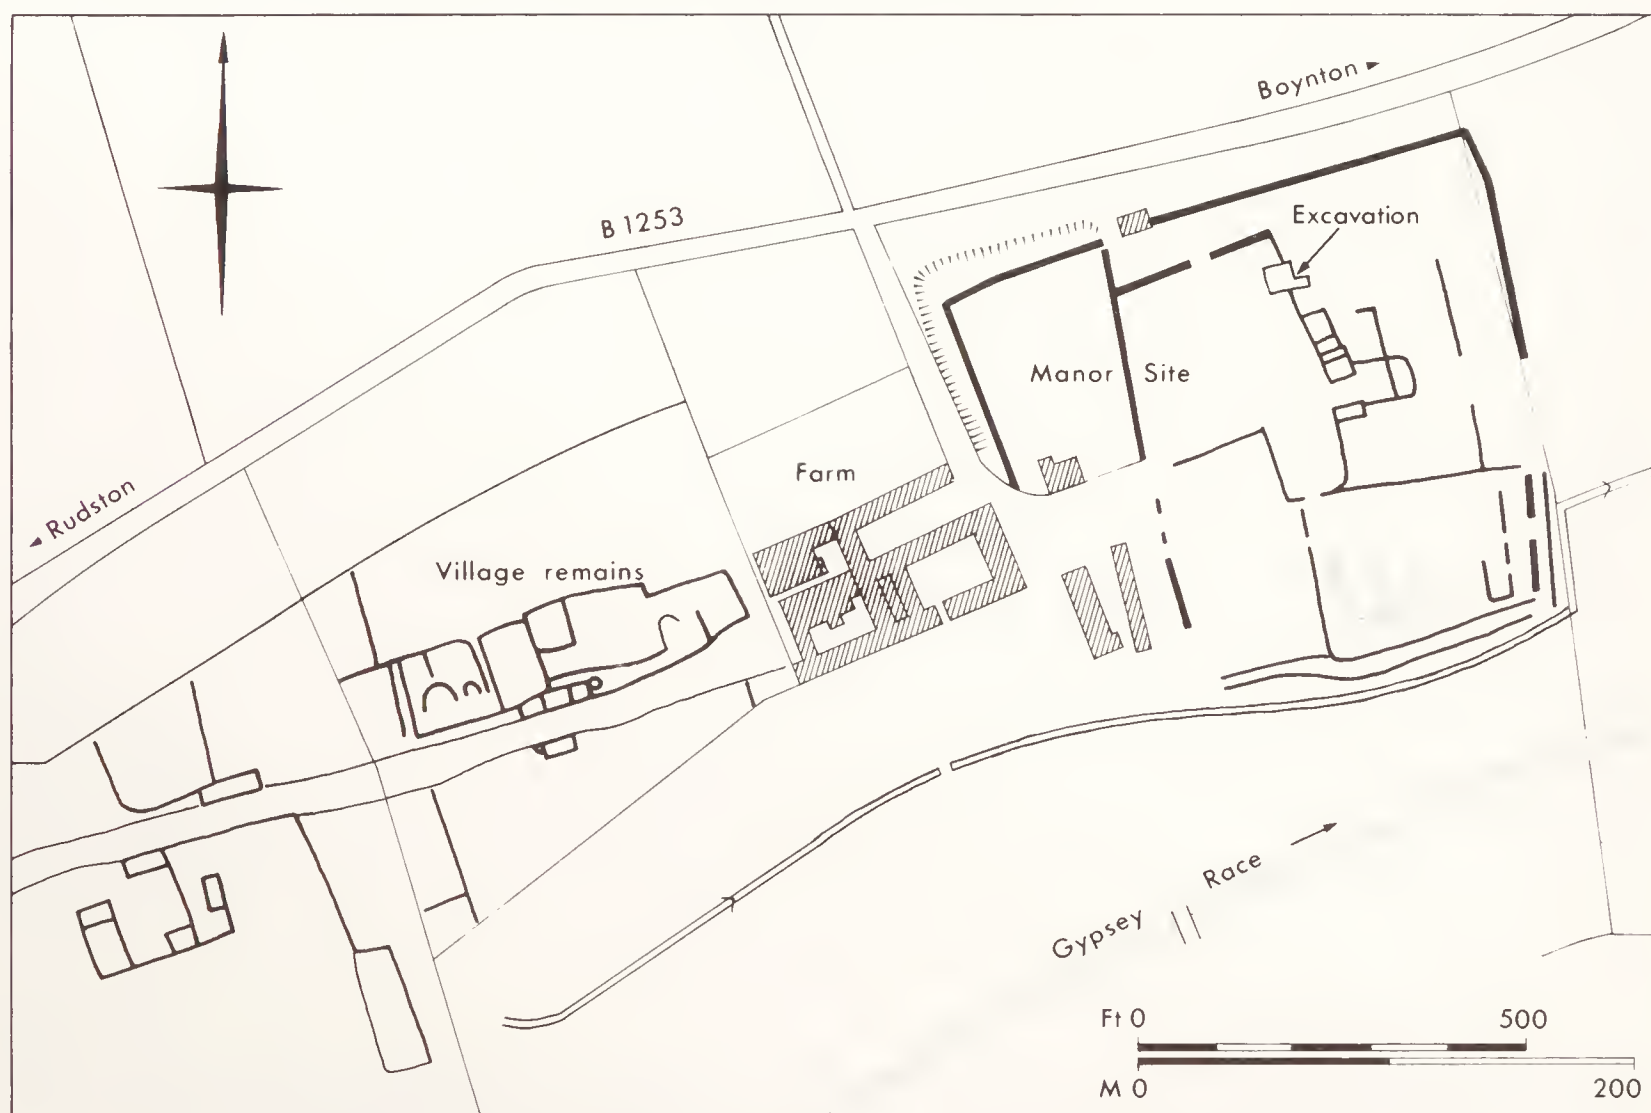 Boynton
B 1253
Excavation
Manor Site
Farm
Rudston
Village remains
Gypsey Race
Ft 0 500
M 0 200